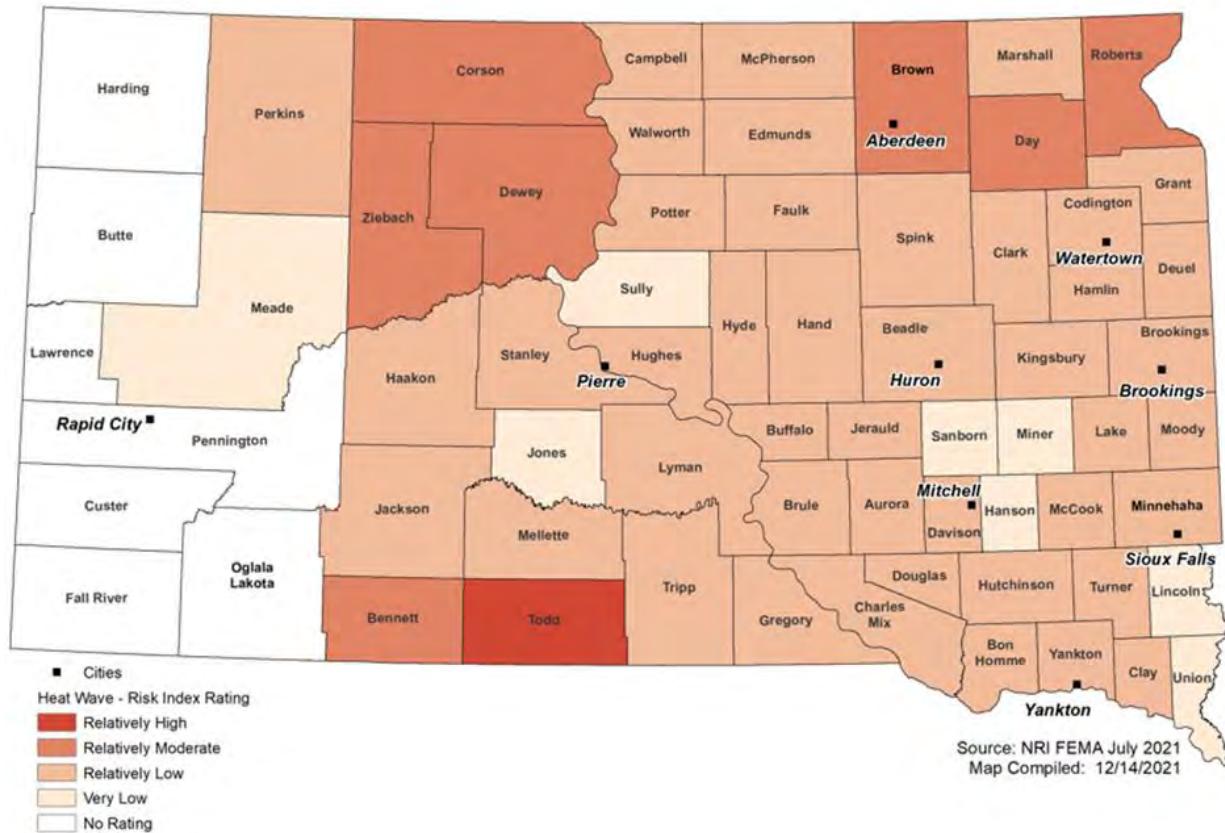 Harding
Perkins
Corson
Campbell
McPherson
Brown
Marshall
Roberts
Walworth
Edmunds
Aberdeen
Day
Butte
Ziebach
Dewey
Potter
Faulk
Grant
Codington
Spink
Clark
Watertown
Deuel
Meade
Sully
Hamlin
Lawrence
Haakon
Stanley
Hughes
Hyde
Hand
Beadle
Kingsbury
Brookings
Pierre
Huron
Brookings
Rapid City
Pennington
Jones
Lyman
Buffalo
Jerauld
Sanborn
Miner
Lake
Moody
Custer
Jackson
Mellette
Brule
Aurora
Mitchell
Davison
Hanson
McCook
Minnehaha
Sioux Falls
Fall River
Oglala
Lakota
Bennett
Todd
Tripp
Gregory
Charles
Mix
Douglas
Hutchinson
Turner
Lincoln
Bon
Homme
Yankton
Clay
Union
Yankton
Cities
Heat Wave - Risk Index Rating
Relatively High
Relatively Moderate
Relatively Low
Very Low
No Rating
Source: NRI FEMA July 2021
Map Compiled: 12/14/2021